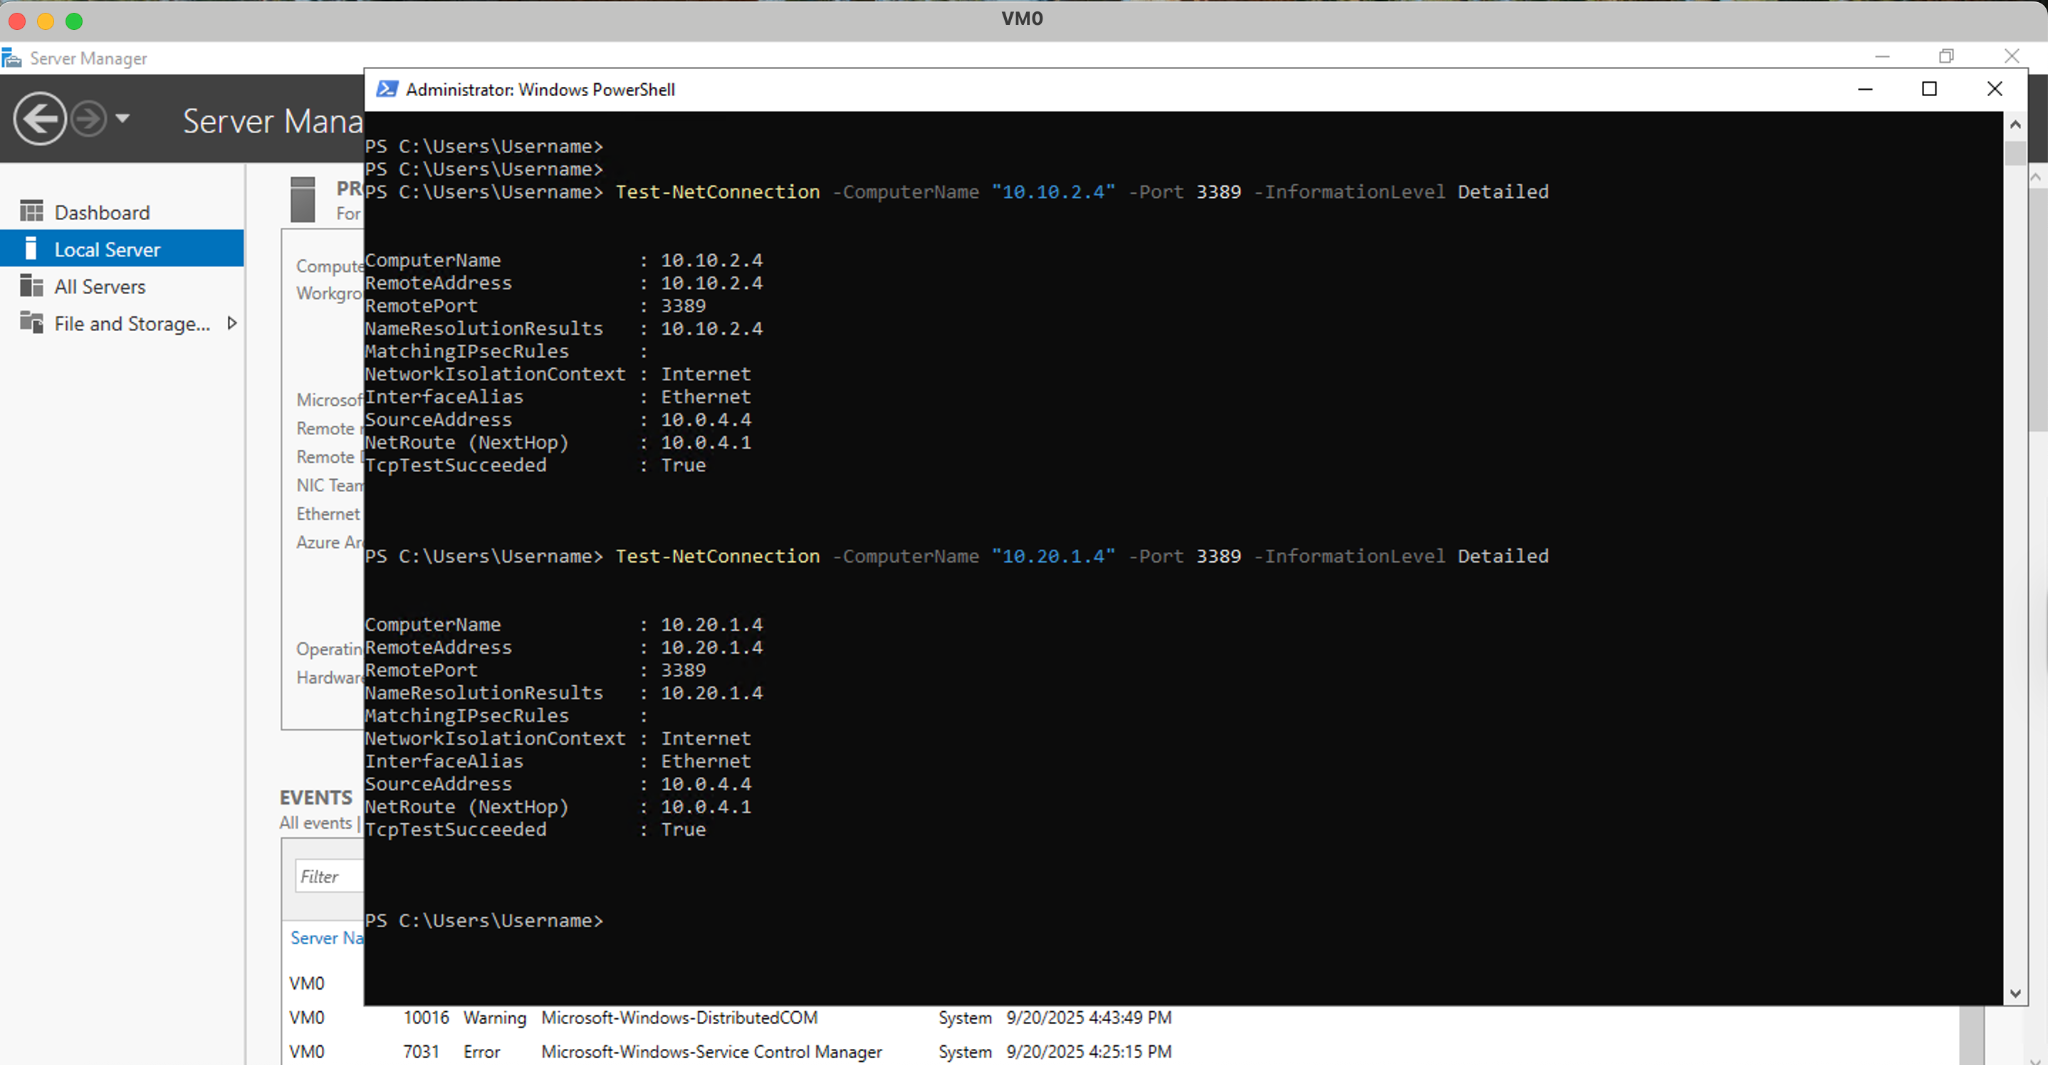 VM0
Server Manager
Administrator: Windows PowerShell
Server Mana
PS C:\Users\Username>
PS C:\Users\Username>
PS C:\Users\Username> Test-NetConnection -ComputerName "10.10.2.4" -Port 3389 -InformationLevel Detailed
ComputerName : 10.10.2.4
RemoteAddress : 10.10.2.4
RemotePort : 3389
NameResolutionResults : 10.10.2.4
MatchingIPsecRules :
NetworkIsolationContext : Internet
InterfaceAlias : Ethernet
SourceAddress : 10.0.4.4
NetRoute (NextHop) : 10.0.4.1
TcpTestSucceeded : True
PS C:\Users\Username> Test-NetConnection -ComputerName "10.20.1.4" -Port 3389 -InformationLevel Detailed
ComputerName : 10.20.1.4
RemoteAddress : 10.20.1.4
RemotePort : 3389
NameResolutionResults : 10.20.1.4
MatchingIPsecRules :
NetworkIsolationContext : Internet
InterfaceAlias : Ethernet
SourceAddress : 10.0.4.4
NetRoute (NextHop) : 10.0.4.1
TcpTestSucceeded : True
PS C:\Users\Username>
Dashboard
Local Server
All Servers
File and Storage...
PR
For
Compute
Workgro
Microsof
Remote
Remote
NIC Team
Ethernet
Azure Ar
Operatin
Hardware
EVENTS
All events |
Filter
Server Na
VM0
VM0 10016 Warning Microsoft-Windows-DistributedCOM System 9/20/2025 4:43:49 PM
VM0 7031 Error Microsoft-Windows-Service Control Manager System 9/20/2025 4:25:15 PM